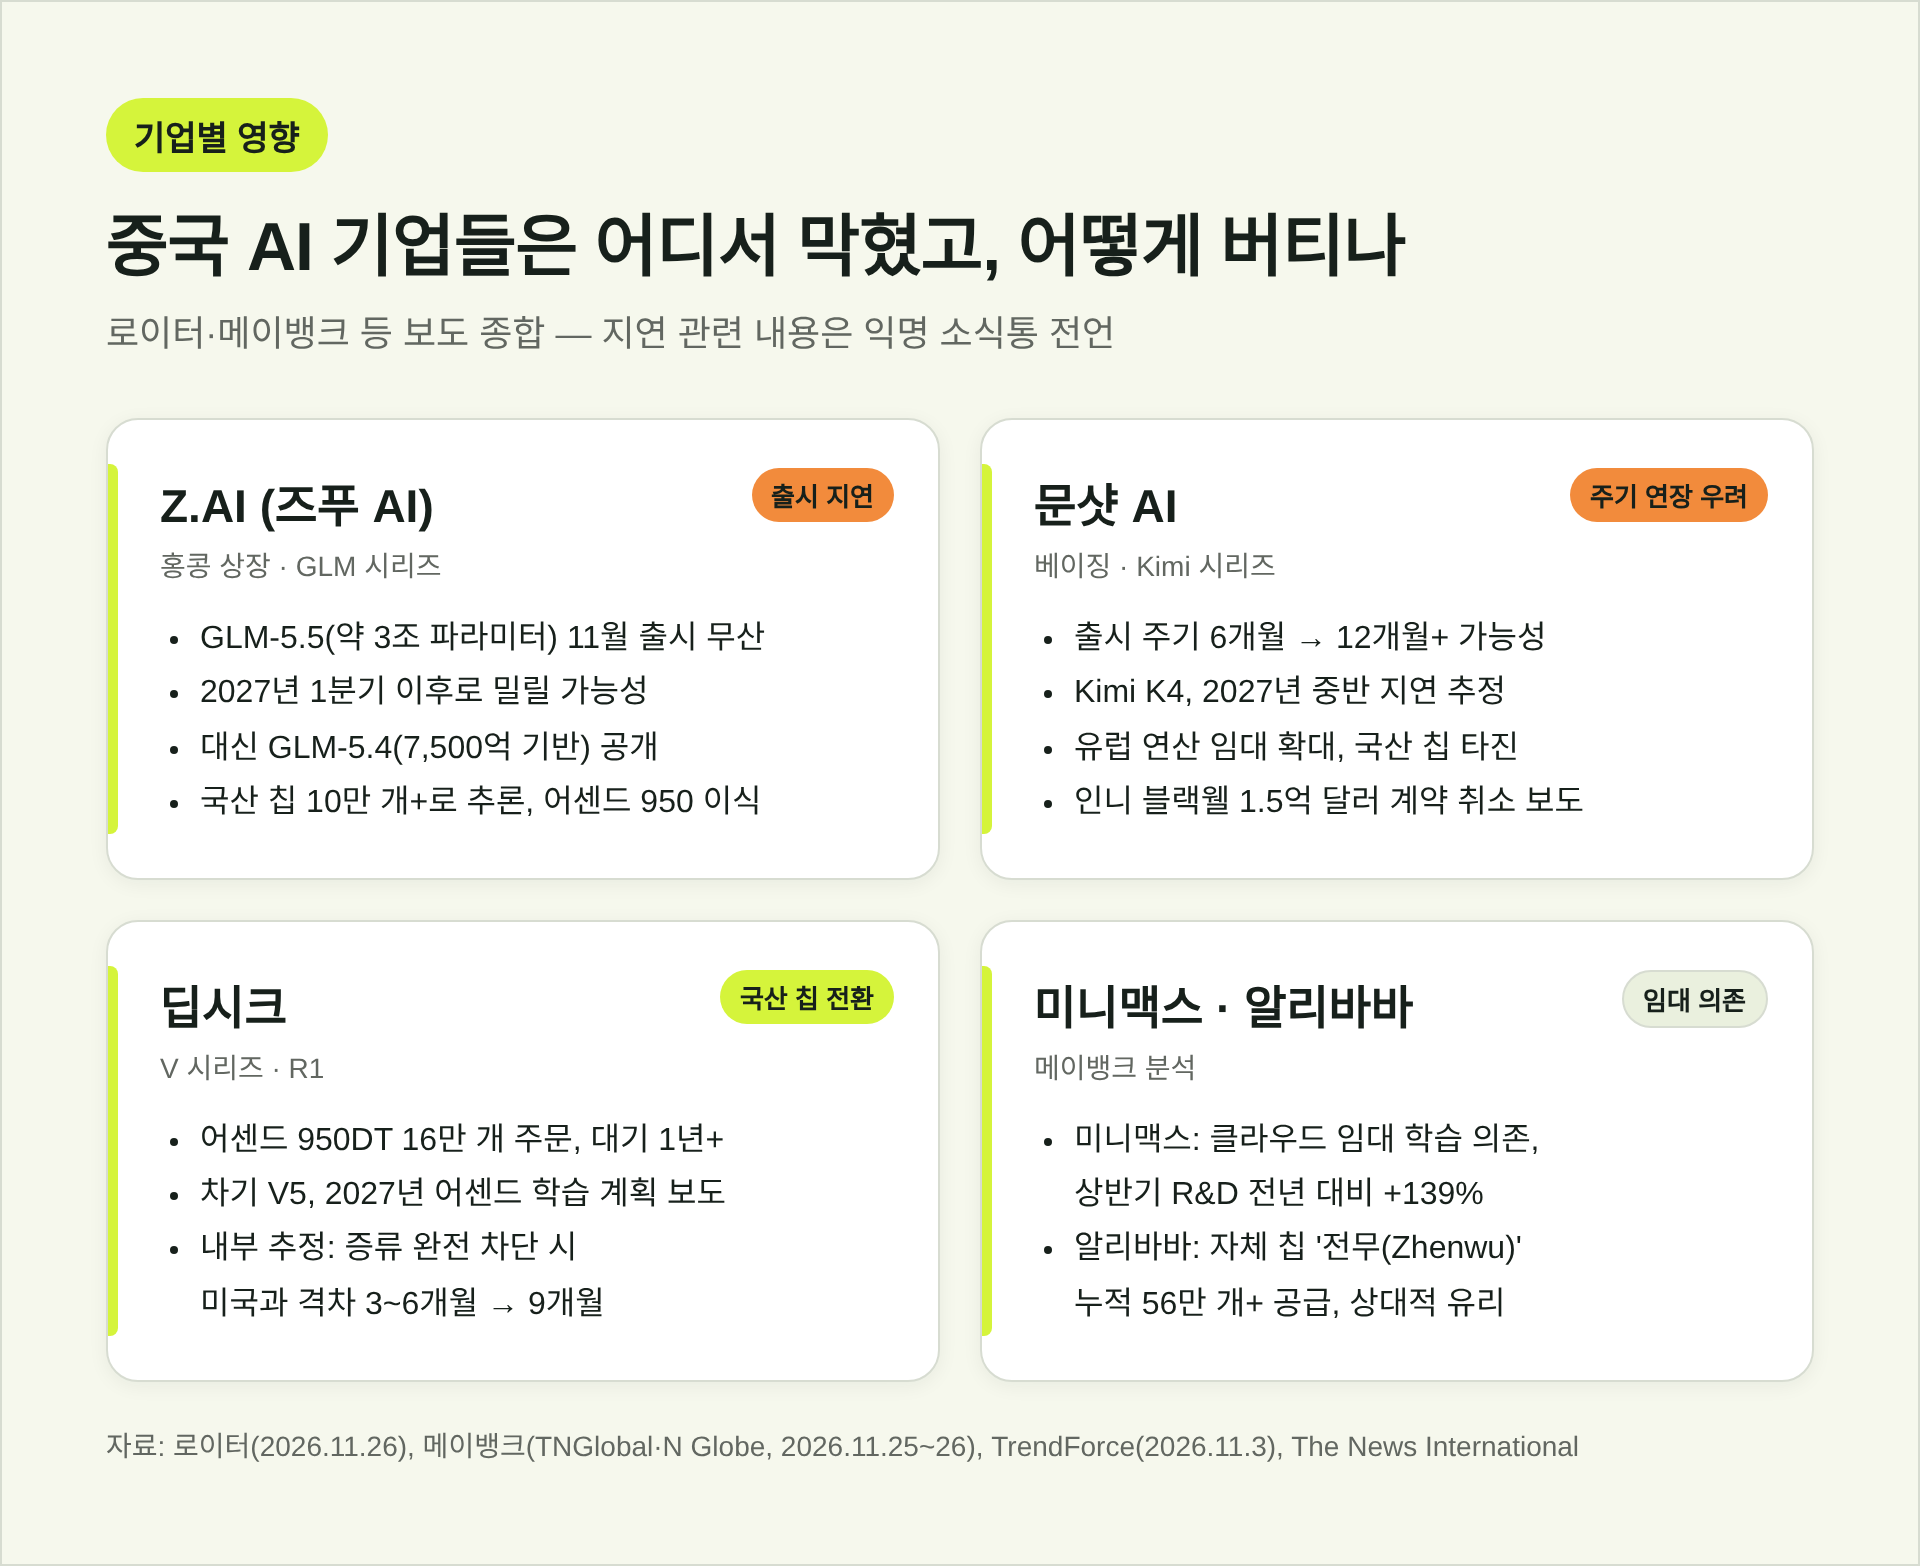 기업별 영향
중국 AI 기업들은 어디서 막혔고, 어떻게 버티나
로이터·메이뱅크 등 보도 종합 — 지연 관련 내용은 익명 소식통 전언
Z.AI (즈푸 AI)
출시 지연
홍콩 상장 · GLM 시리즈
• GLM-5.5(약 3조 파라미터) 11월 출시 무산
• 2027년 1분기 이후로 밀릴 가능성
• 대신 GLM-5.4(7,500억 기반) 공개
• 국산 칩 10만 개+로 추론, 어센드 950 이식
문샷 AI
주기 연장 우려
베이징 · Kimi 시리즈
• 출시 주기 6개월 → 12개월+ 가능성
• Kimi K4, 2027년 중반 지연 추정
• 유럽 연산 임대 확대, 국산 칩 타진
• 인니 블랙웰 1.5억 달러 계약 취소 보도
딥시크
국산 칩 전환
V 시리즈 · R1
• 어센드 950DT 16만 개 주문, 대기 1년+
• 차기 V5, 2027년 어센드 학습 계획 보도
• 내부 추정: 증류 완전 차단 시
미국과 격차 3~6개월 → 9개월
미니맥스 · 알리바바
임대 의존
메이뱅크 분석
• 미니맥스: 클라우드 임대 학습 의존,
상반기 R&D 전년 대비 +139%
• 알리바바: 자체 칩 '전무(Zhenwu)'
누적 56만 개+ 공급, 상대적 유리
자료: 로이터(2026.11.26), 메이뱅크(TNGlobal·N Globe, 2026.11.25~26), TrendForce(2026.11.3), The News International